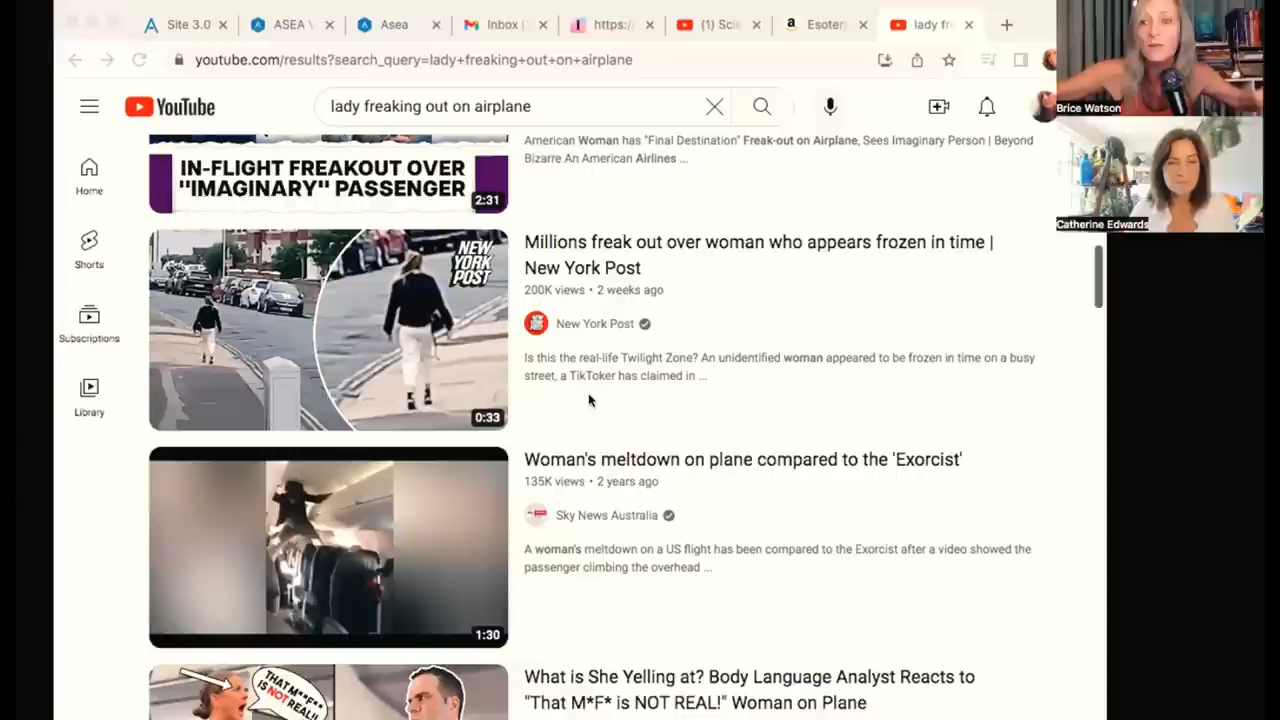 Site 3.0
ASEA
Asea
Inbox (
https:/
(1) Scie
Esoter
lady fre
youtube.com/results?search_query=lady+freaking+out+on+airplane
YouTube
lady freaking out on airplane
Brice Watson
Catherine Edwards
Home
Shorts
Subscriptions
Library
IN-FLIGHT FREAKOUT OVER
"IMAGINARY" PASSENGER
2:31
American Woman has "Final Destination" Freak-out on Airplane, Sees Imaginary Person | Beyond
Bizarre An American Airlines ...
NEW
YORK
POST
0:33
Millions freak out over woman who appears frozen in time |
New York Post
200K views • 2 weeks ago
New York Post
Is this the real-life Twilight Zone? An unidentified woman appeared to be frozen in time on a busy
street, a TikToker has claimed in ...
1:30
Woman's meltdown on plane compared to the 'Exorcist'
135K views • 2 years ago
Sky News Australia
A woman's meltdown on a US flight has been compared to the Exorcist after a video showed the
passenger climbing the overhead ...
THAT M**F**
IS NOT REAL!!
What is She Yelling at? Body Language Analyst Reacts to
"That M*F* is NOT REAL!" Woman on Plane